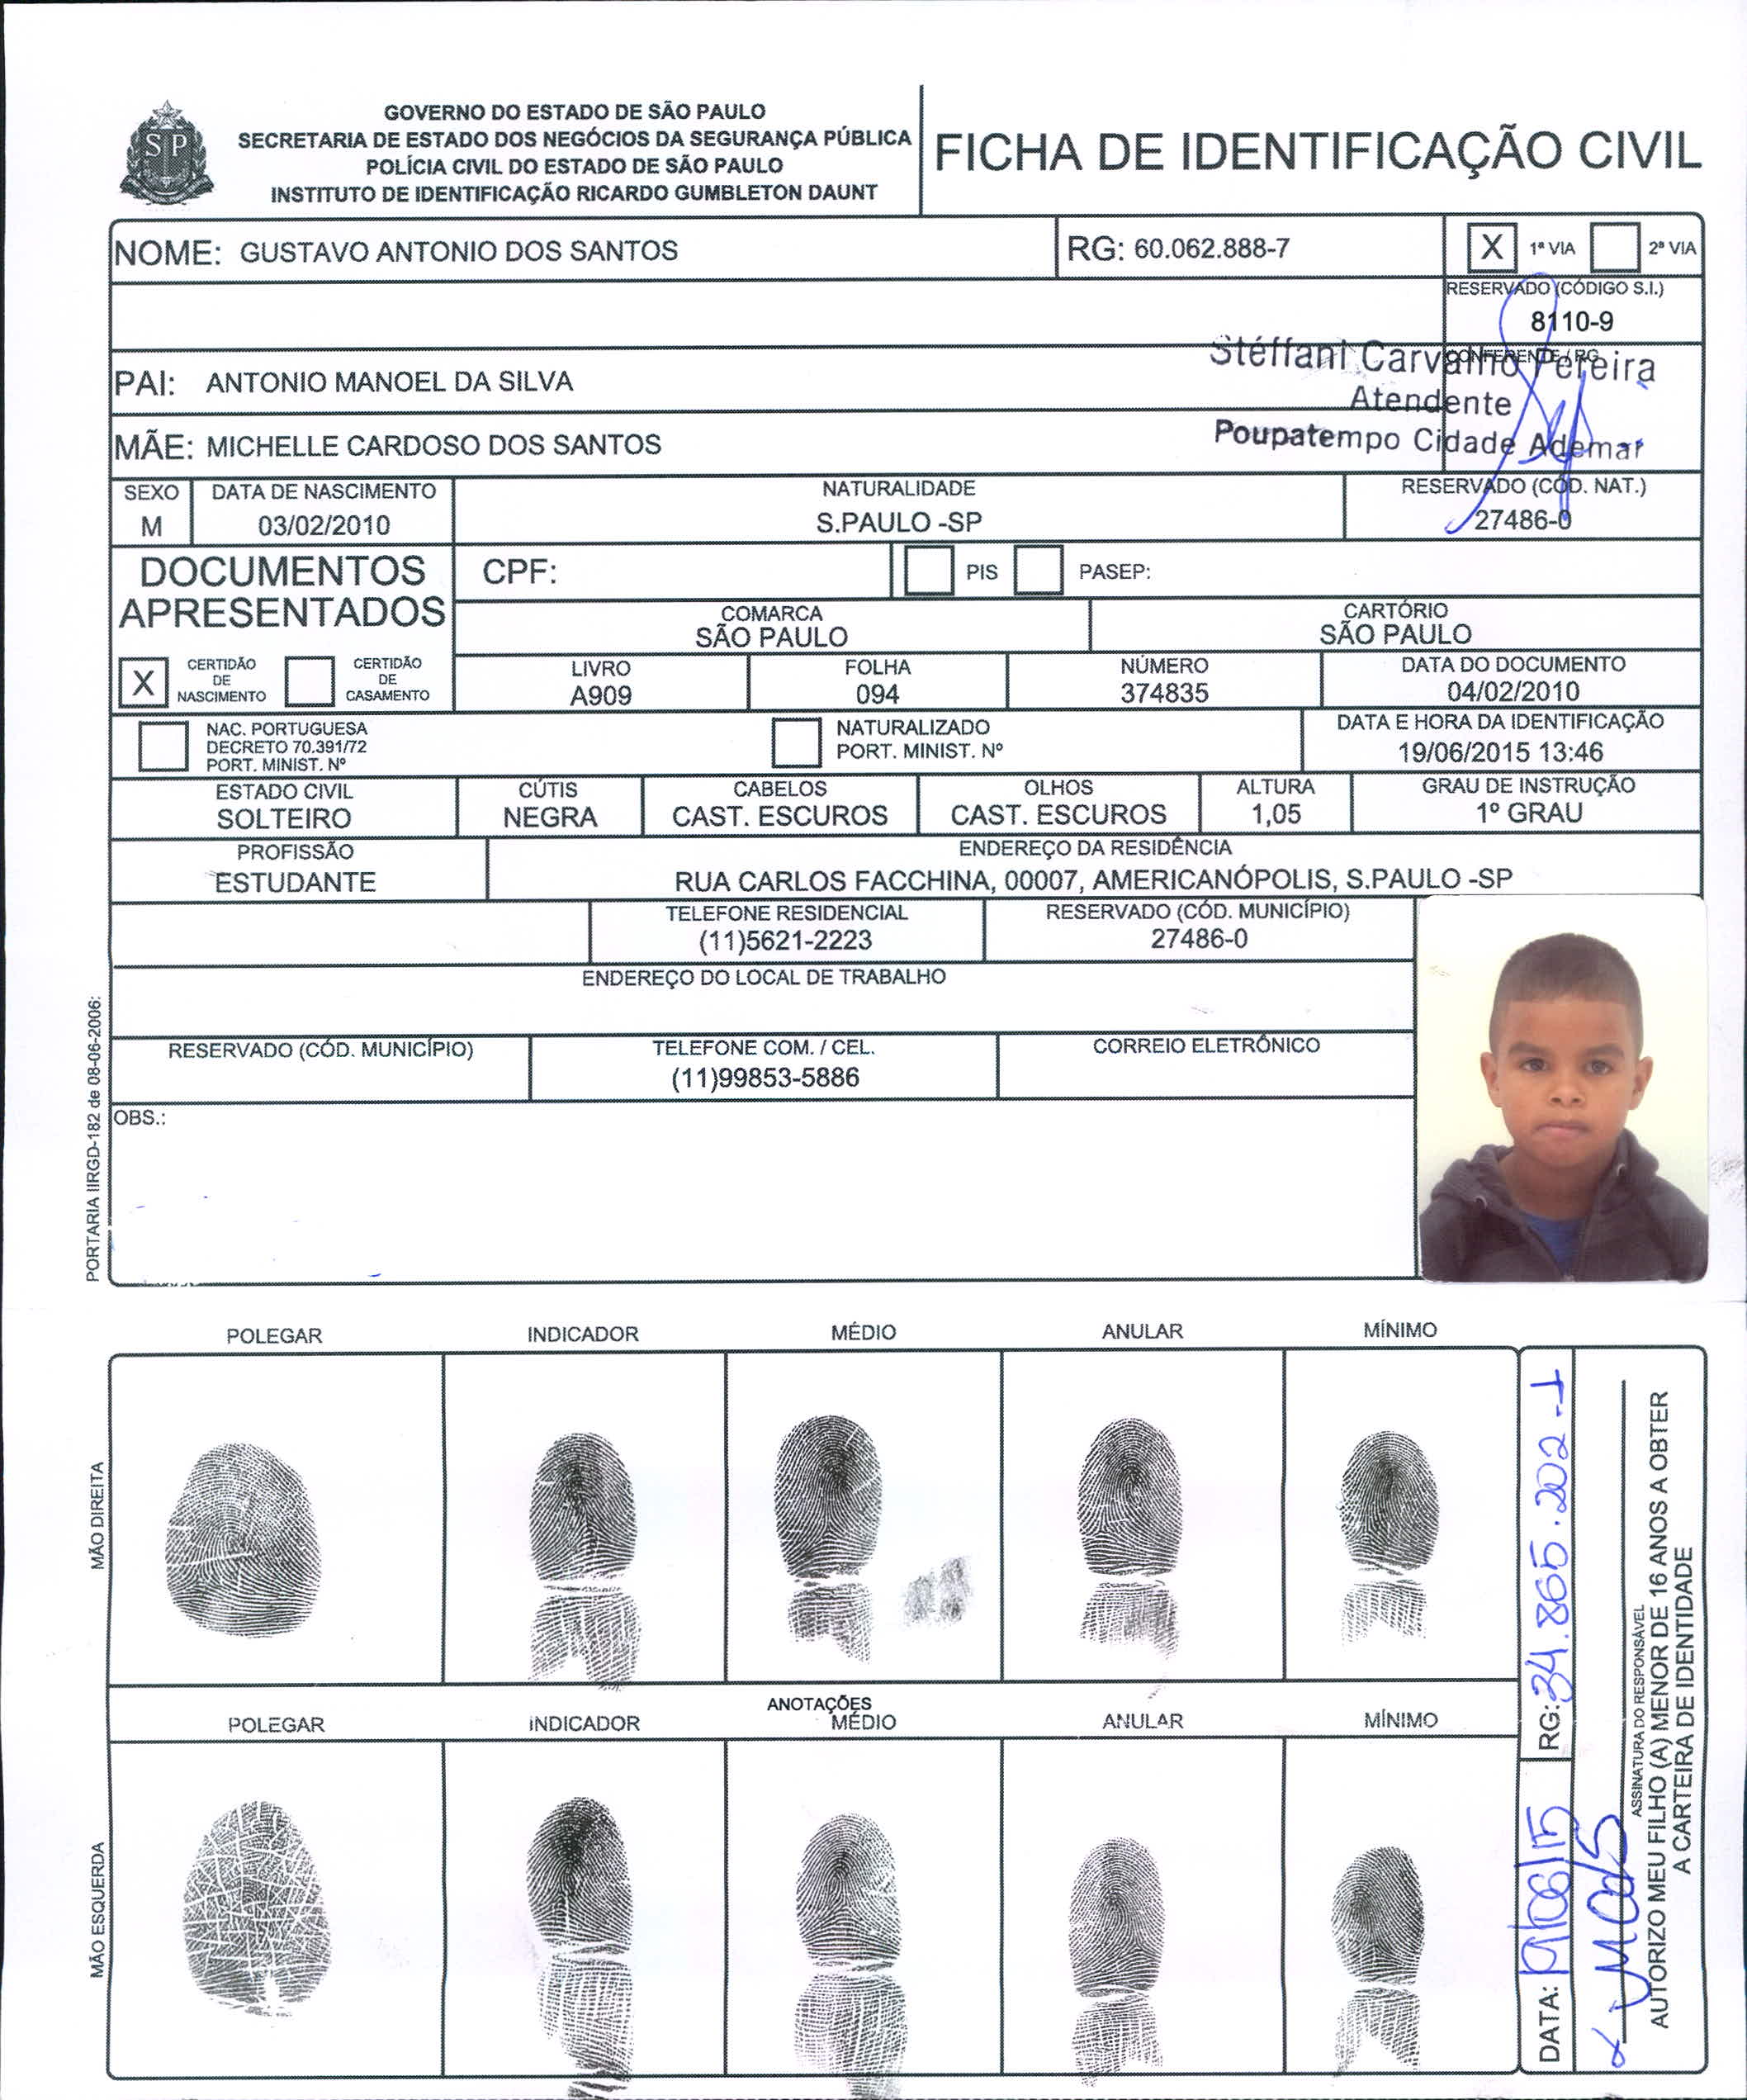 SP
GOVERNO DO ESTADO DE SÃO PAULO
SECRETARIA DE ESTADO DOS NEGÓCIOS DA SEGURANÇA PÚBLICA
POLÍCIA CIVIL DO ESTADO DE SÃO PAULO
INSTITUTO DE IDENTIFICAÇÃO RICARDO GUMBLETON DAUNT
FICHA DE IDENTIFICAÇÃO CIVIL
NOME: GUSTAVO ANTONIO DOS SANTOS
RG: 60.062.888-7
X 1ª VIA 2ª VIA
RESERVADO (CÓDIGO S.I.)
8110-9
CONFERENTE / RG
PAI: ANTONIO MANOEL DA SILVA
Stéffani Carvalho Pereira
Atendente
Poupatempo Cidade Ademar
MÃE: MICHELLE CARDOSO DOS SANTOS
SEXO
M
DATA DE NASCIMENTO
03/02/2010
NATURALIDADE
S.PAULO -SP
RESERVADO (CÓD. NAT.)
27486-0
DOCUMENTOS
APRESENTADOS
CPF:
PIS PASEP:
COMARCA
SÃO PAULO
CARTÓRIO
SÃO PAULO
X CERTIDÃO
DE
NASCIMENTO
CERTIDÃO
DE
CASAMENTO
LIVRO
A909
FOLHA
094
NÚMERO
374835
DATA DO DOCUMENTO
04/02/2010
NAC. PORTUGUESA
DECRETO 70.391/72
PORT. MINIST. Nº
NATURALIZADO
PORT. MINIST. Nº
DATA E HORA DA IDENTIFICAÇÃO
19/06/2015 13:46
ESTADO CIVIL
SOLTEIRO
CÚTIS
NEGRA
CABELOS
CAST. ESCUROS
OLHOS
CAST. ESCUROS
ALTURA
1,05
GRAU DE INSTRUÇÃO
1º GRAU
PROFISSÃO
ESTUDANTE
ENDEREÇO DA RESIDÊNCIA
RUA CARLOS FACCHINA, 00007, AMERICANÓPOLIS, S.PAULO -SP
TELEFONE RESIDENCIAL
(11)5621-2223
RESERVADO (CÓD. MUNICÍPIO)
27486-0
ENDEREÇO DO LOCAL DE TRABALHO
RESERVADO (CÓD. MUNICÍPIO)
TELEFONE COM. / CEL.
(11)99853-5886
CORREIO ELETRÔNICO
OBS.:
PORTARIA IIRGD-182 de 08-06-2006:
POLEGAR INDICADOR MÉDIO ANULAR MÍNIMO
MÃO DIREITA
ANOTAÇÕES
POLEGAR INDICADOR MÉDIO ANULAR MÍNIMO
MÃO ESQUERDA
DATA: 19/06/15 RG: 34.865.202-1
ASSINATURA DO RESPONSÁVEL
AUTORIZO MEU FILHO (A) MENOR DE 16 ANOS A OBTER
A CARTEIRA DE IDENTIDADE